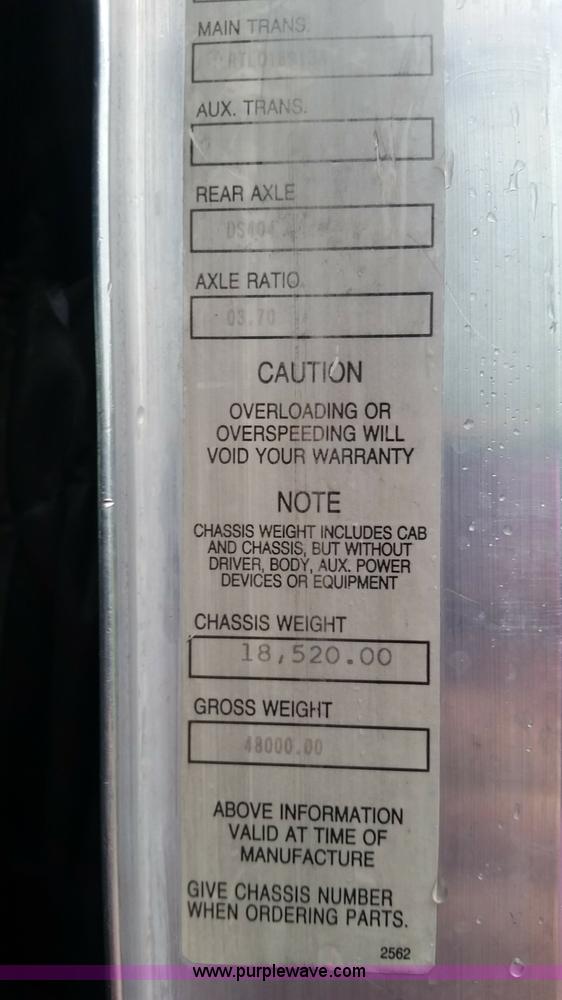 MAIN TRANS.
AUX. TRANS.
REAR AXLE
DS404
AXLE RATIO
03.70
CAUTION
OVERLOADING OR
OVERSPEEDING WILL
VOID YOUR WARRANTY
NOTE
CHASSIS WEIGHT INCLUDES CAB
AND CHASSIS, BUT WITHOUT
DRIVER, BODY, AUX. POWER
DEVICES OR EQUIPMENT
CHASSIS WEIGHT
18,520.00
GROSS WEIGHT
48000.00
ABOVE INFORMATION
VALID AT TIME OF
MANUFACTURE
GIVE CHASSIS NUMBER
WHEN ORDERING PARTS.
2562
www.purplewave.com